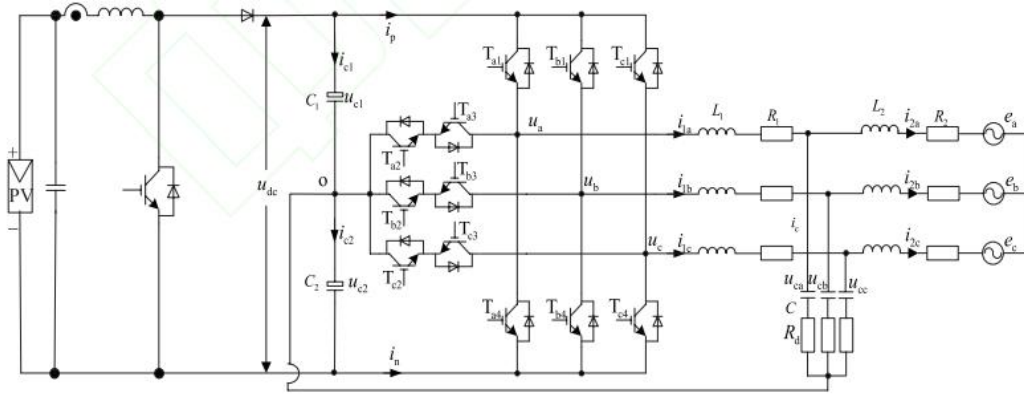 i_p
i_c1
C_1
u_c1
T_a1
T_b1
T_c1
T_a3
u_a
i_1a
L_1
R_1
L_2
i_2a
R_2
e_a
+
PV
−
u_dc
o
T_a2
T_b3
u_b
i_1b
i_2b
e_b
T_b2
i_c2
T_c3
u_c
i_1c
i_c
i_2c
e_c
C_2
u_c2
T_c2
u_ca
u_cb
u_cc
C
T_a4
T_b4
T_c4
R_d
i_n